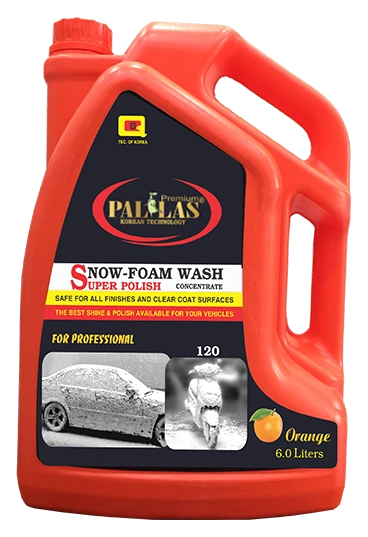 TEC. OF KOREA
Premium®
PALLAS
KOREAN TECHNOLOGY
SNOW-FOAM WASH
SUPER POLISH CONCENTRATE
SAFE FOR ALL FINISHES AND CLEAR COAT SURFACES
THE BEST SHINE & POLISH AVAILABLE FOR YOUR VEHICLES
FOR PROFESSIONAL
120
Orange
6.0 Liters